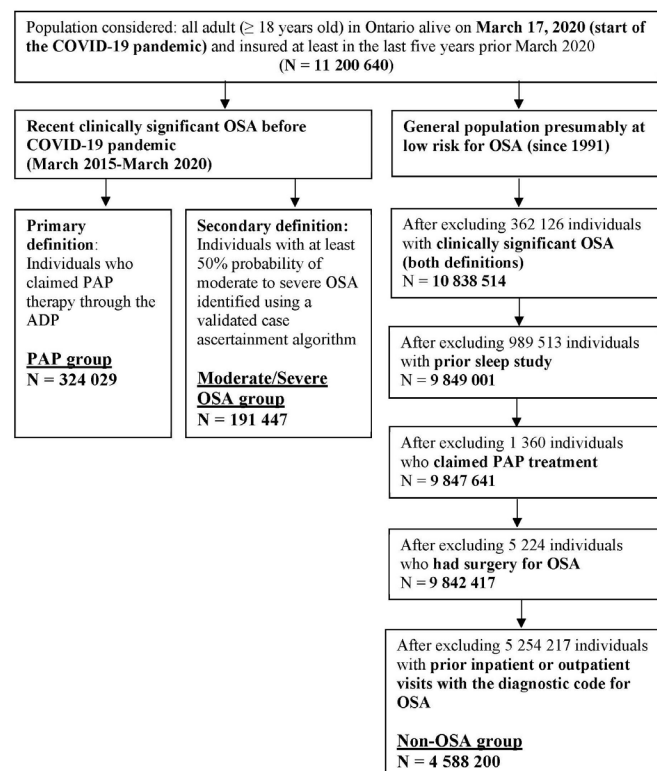 Population considered: all adult (≥ 18 years old) in Ontario alive on March 17, 2020 (start of
the COVID-19 pandemic) and insured at least in the last five years prior March 2020
(N = 11 200 640)
Recent clinically significant OSA before
COVID-19 pandemic
(March 2015-March 2020)
General population presumably at
low risk for OSA (since 1991)
Primary
definition:
Individuals who
claimed PAP
therapy through the
ADP
PAP group
N = 324 029
Secondary definition:
Individuals with at least
50% probability of
moderate to severe OSA
identified using a
validated case
ascertainment algorithm
Moderate/Severe
OSA group
N = 191 447
After excluding 362 126 individuals
with clinically significant OSA
(both definitions)
N = 10 838 514
After excluding 989 513 individuals
with prior sleep study
N = 9 849 001
After excluding 1 360 individuals
who claimed PAP treatment
N = 9 847 641
After excluding 5 224 individuals
who had surgery for OSA
N = 9 842 417
After excluding 5 254 217 individuals
with prior inpatient or outpatient
visits with the diagnostic code for
OSA
Non-OSA group
N = 4 588 200